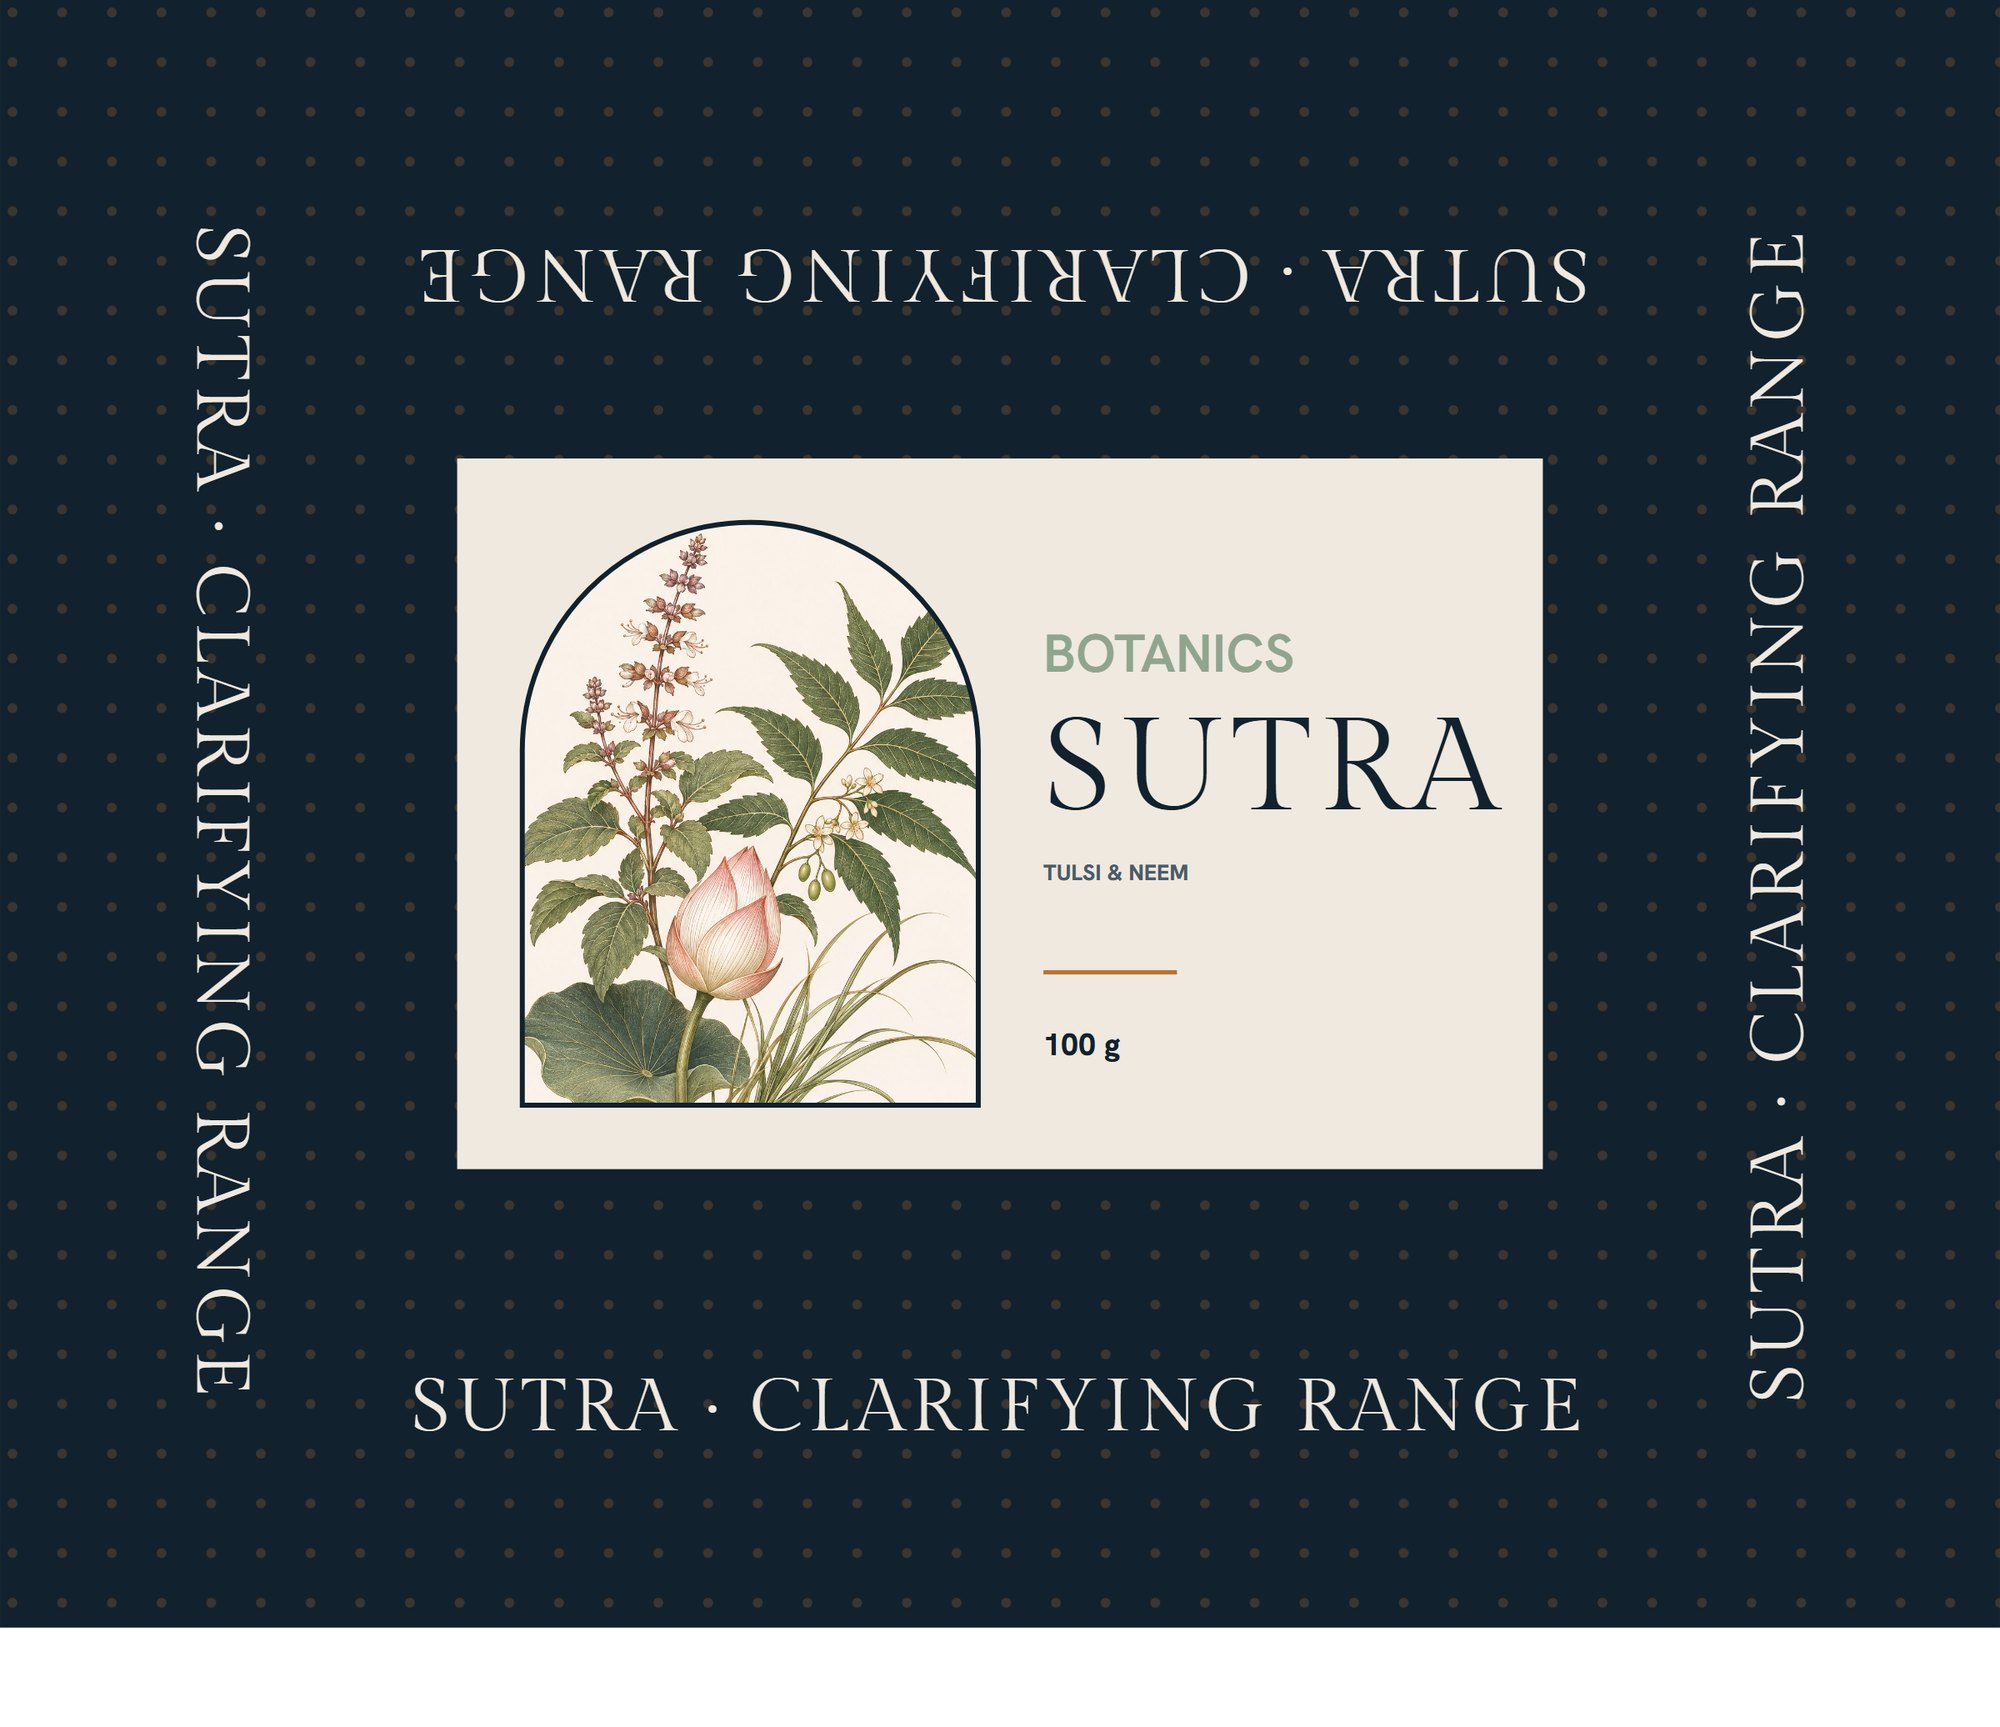 SUTRA · CLARIFYING RANGE
SUTRA · CLARIFYING RANGE
SUTRA · CLARIFYING RANGE
BOTANICS
SUTRA
TULSI & NEEM
100 g
SUTRA · CLARIFYING RANGE